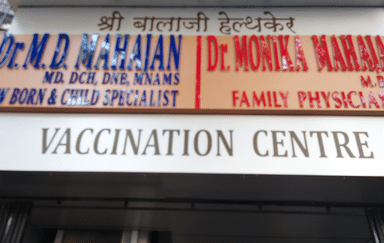 श्री बालाजी हेल्थकेर
Dr. M. D. MAHAJAN
MD. DCH, DNB, MNAMS
W BORN & CHILD SPECIALIST
Dr. MONIKA MAHAJA
M.B
FAMILY PHYSICIA
VACCINATION CENTRE